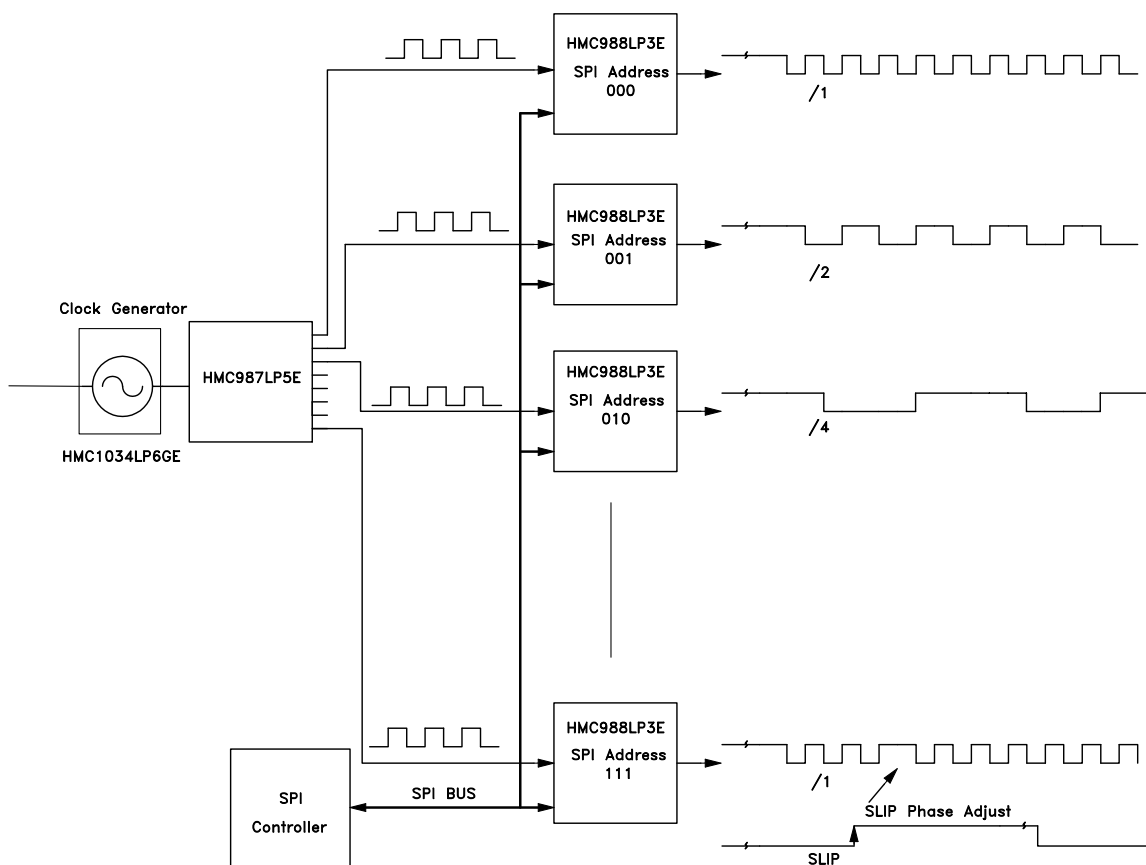 HMC988LP3E
SPI Address
000
/1
HMC988LP3E
SPI Address
001
/2
Clock Generator
HMC987LP5E
HMC1034LP6GE
HMC988LP3E
SPI Address
010
/4
HMC988LP3E
SPI Address
111
/1
SLIP Phase Adjust
SLIP
SPI BUS
SPI
Controller